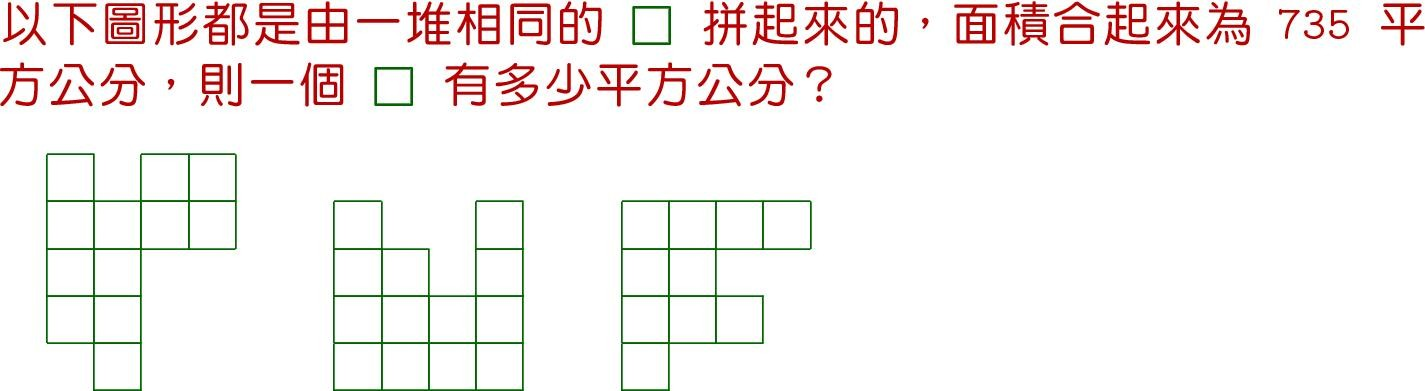 以下圖形都是由一堆相同的 □ 拼起來的，面積合起來為 735 平
方公分，則一個 □ 有多少平方公分？